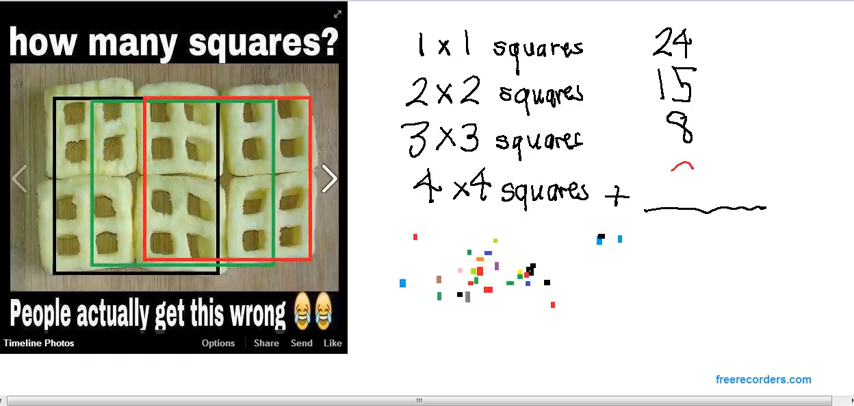 how many squares?
People actually get this wrong 😂😂
Timeline Photos Options Share Send Like
1 x 1 squares 24
2 x 2 squares 15
3 x 3 squares 8
4 x 4 squares +
freerecorders.com